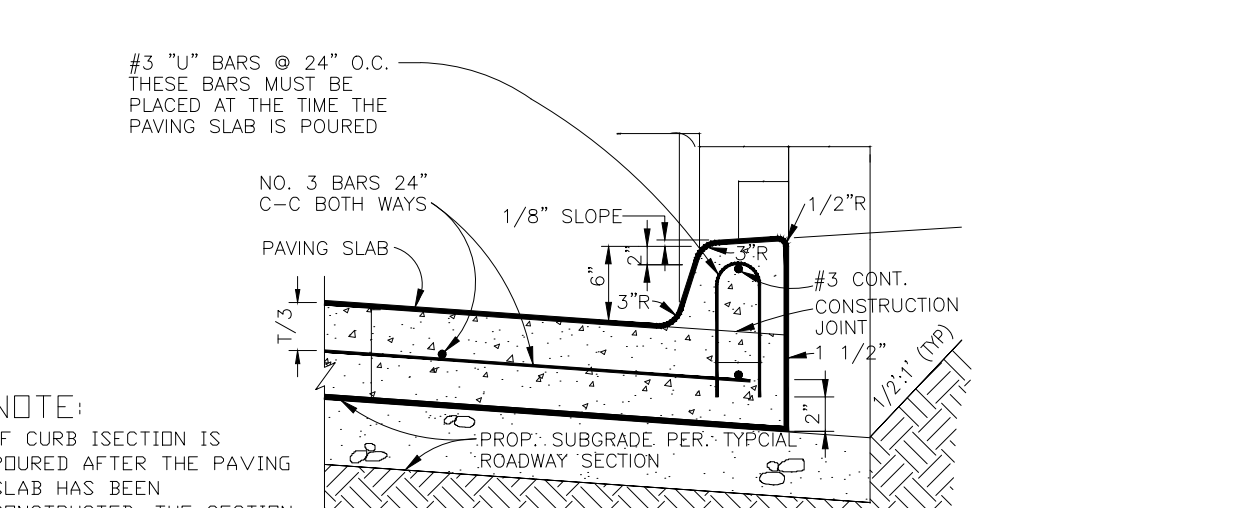 #3 "U" BARS @ 24" O.C.
THESE BARS MUST BE
PLACED AT THE TIME THE
PAVING SLAB IS POURED
NO. 3 BARS 24"
C-C BOTH WAYS
1/8" SLOPE
1/2"R
PAVING SLAB
2"
3"R
6"
#3 CONT.
3"R
CONSTRUCTION
JOINT
T/3
1 1/2"
1/2':1' (TYP)
2"
NOTE:
F CURB ISECTION IS
POURED AFTER THE PAVING
SLAB HAS BEEN
CONSTRUCTED, THE SECTION
PROP. SUBGRADE PER. TYPCIAL
ROADWAY SECTION